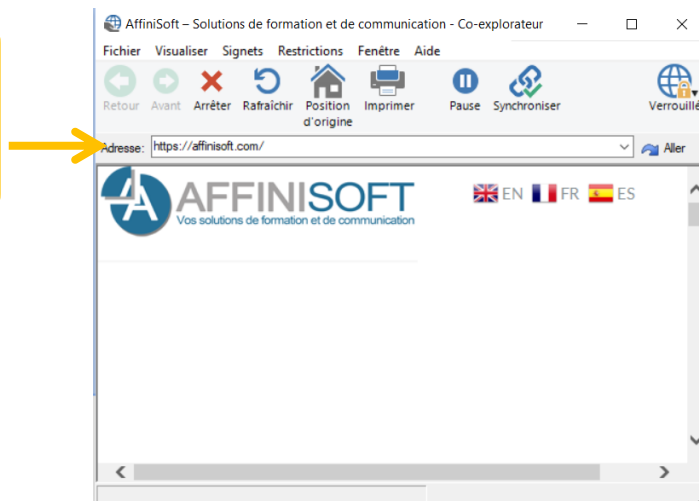 AffiniSoft – Solutions de formation et de communication - Co-explorateur
Fichier Visualiser Signets Restrictions Fenêtre Aide
Retour Avant Arrêter Rafraîchir Position d'origine Imprimer Pause Synchroniser Verrouillé
Adresse: https://affinisoft.com/ Aller
AFFINISOFT EN FR ES
Vos solutions de formation et de communication